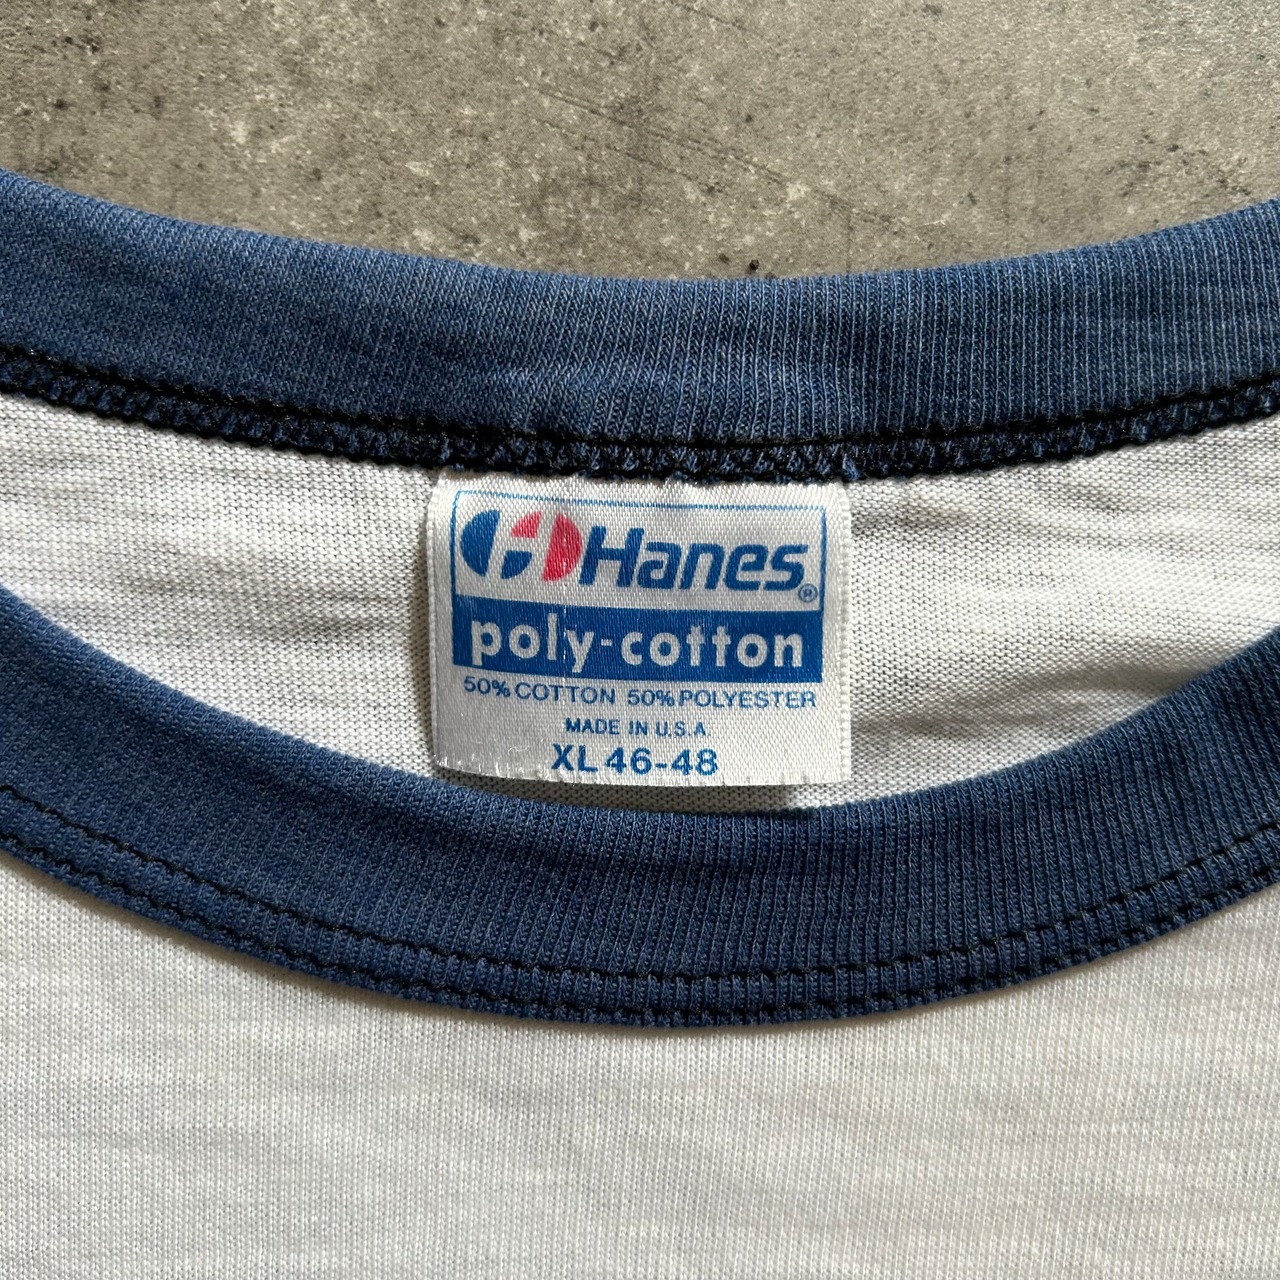 Hanes®
poly-cotton
50% COTTON 50% POLYESTER
MADE IN U.S.A.
XL 46-48